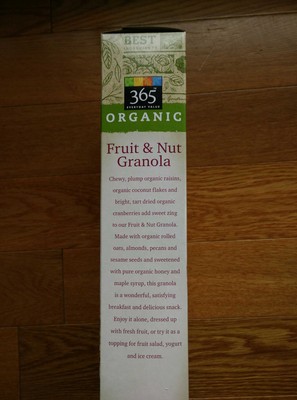 BEST
365
EVERYDAY VALUE
ORGANIC
Fruit & Nut
Granola
Chewy, plump organic raisins,
organic coconut flakes and
bright, tart dried organic
cranberries add sweet zing
to our Fruit & Nut Granola.
Made with organic rolled
oats, almonds, pecans and
sesame seeds and sweetened
with pure organic honey and
maple syrup, this granola
is a wonderful, satisfying
breakfast and delicious snack.
Enjoy it alone, dressed up
with fresh fruit, or try it as a
topping for fruit salad, yogurt
and ice cream.